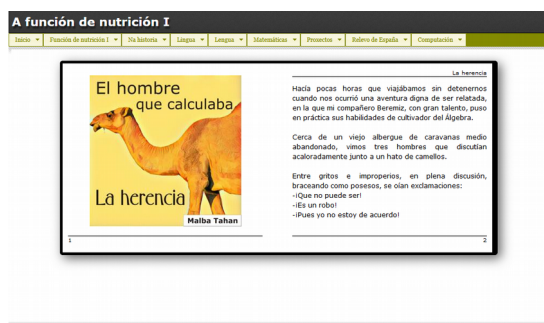 A función de nutrición I
Inicio Función de nutrición I Na historia Lingua Lengua Matemáticas Proxectos Relevo de España Computación
El hombre
que calculaba
La herencia
Malba Tahan
1
La herencia
Hacía pocas horas que viajábamos sin detenernos
cuando nos ocurrió una aventura digna de ser relatada,
en la que mi compañero Beremiz, con gran talento, puso
en práctica sus habilidades de cultivador del Álgebra.
Cerca de un viejo albergue de caravanas medio
abandonado, vimos tres hombres que discutían
acaloradamente junto a un hato de camellos.
Entre gritos e improperios, en plena discusión,
braceando como posesos, se oían exclamaciones:
-¡Que no puede ser!
-¡Es un robo!
-¡Pues yo no estoy de acuerdo!
2